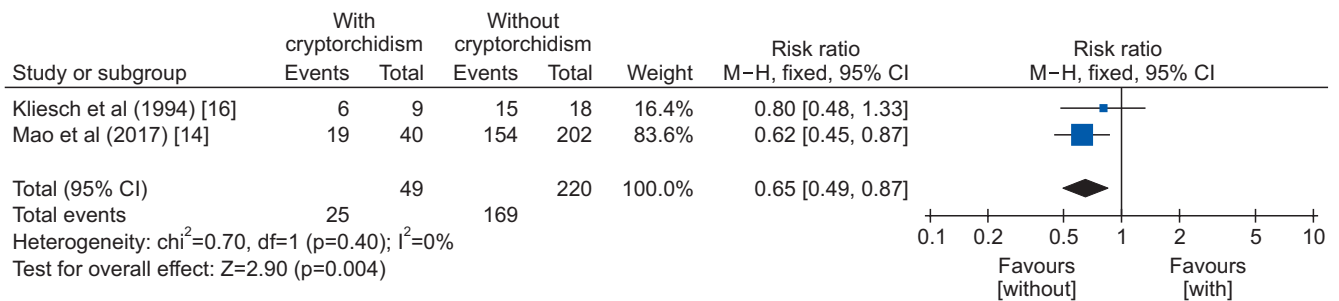 With Without
cryptorchidism cryptorchidism Risk ratio Risk ratio
Study or subgroup Events Total Events Total Weight M−H, fixed, 95% CI M−H, fixed, 95% CI
Kliesch et al (1994) [16] 6 9 15 18 16.4% 0.80 [0.48, 1.33]
Mao et al (2017) [14] 19 40 154 202 83.6% 0.62 [0.45, 0.87]
Total (95% CI) 49 220 100.0% 0.65 [0.49, 0.87]
Total events 25 169
Heterogeneity: chi²=0.70, df=1 (p=0.40); I²=0%
Test for overall effect: Z=2.90 (p=0.004)
0.1 0.2 0.5 1 2 5 10
Favours Favours
[without] [with]